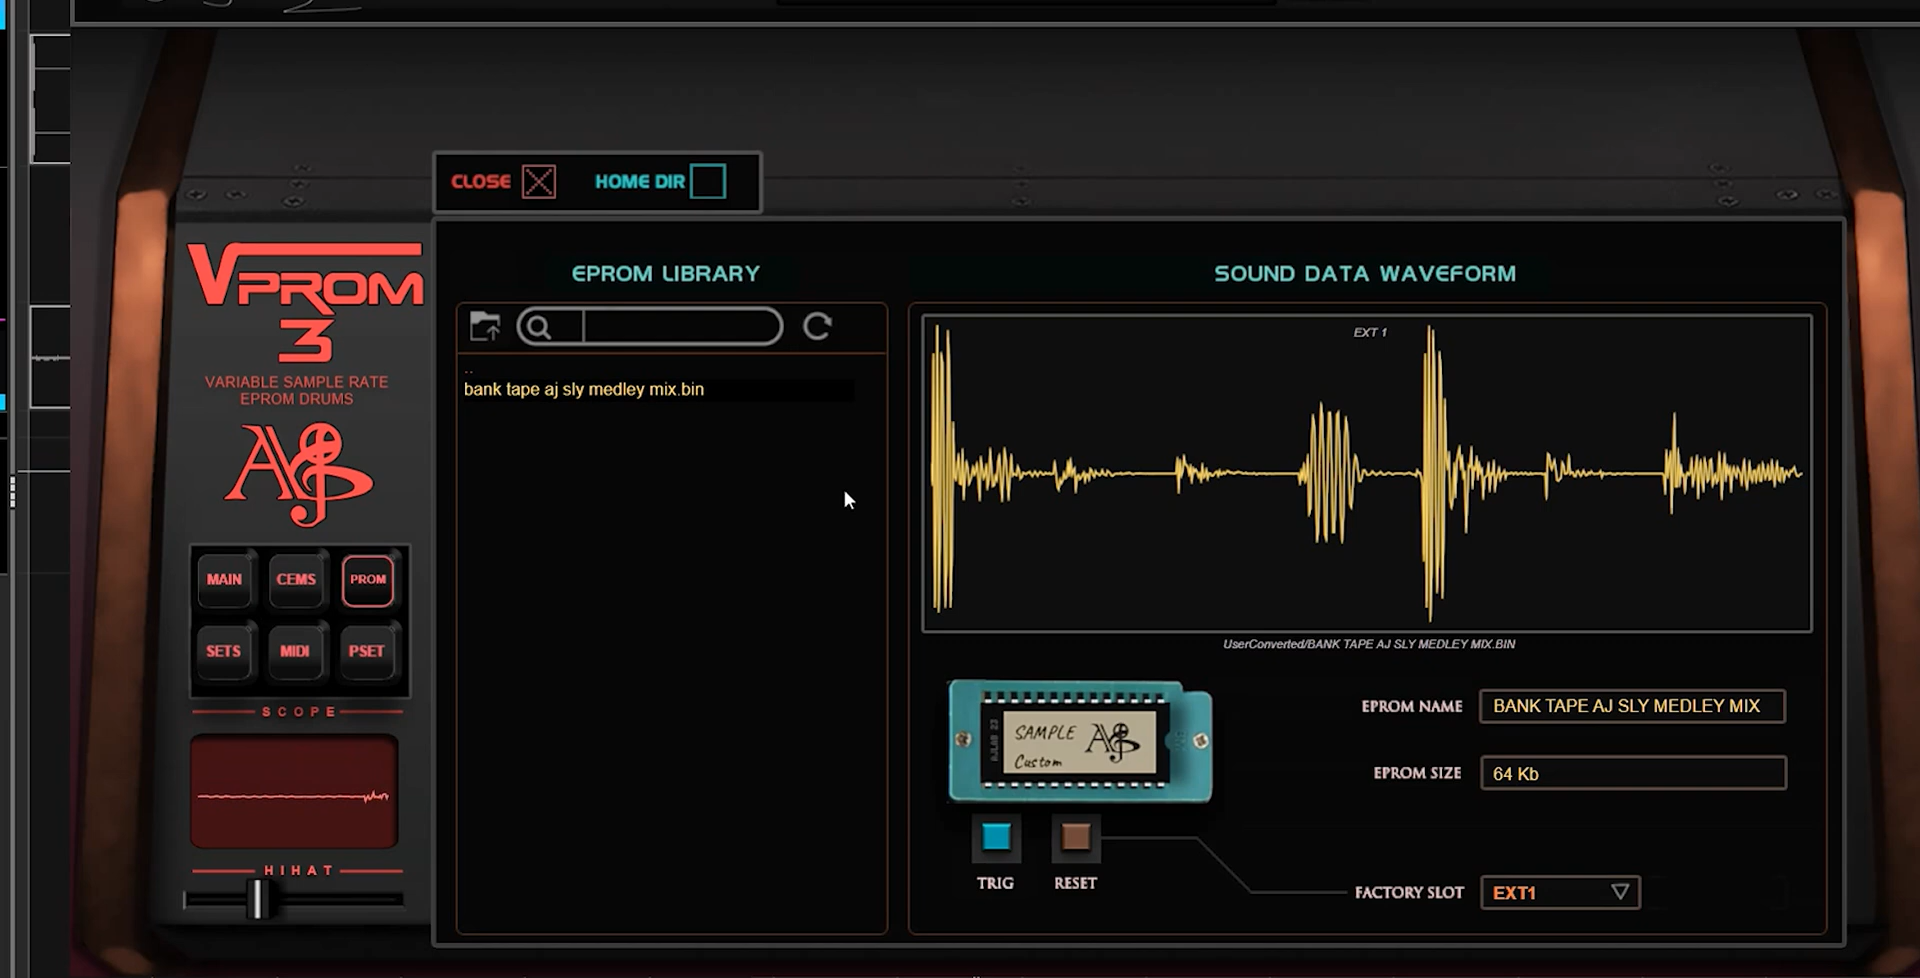 CLOSE
HOME DIR
VPROM
3
VARIABLE SAMPLE RATE
EPROM DRUMS
MAIN
CEMS
PROM
SETS
MIDI
PSET
SCOPE
HIHAT
EPROM LIBRARY
..
bank tape aj sly medley mix.bin
SOUND DATA WAVEFORM
EXT 1
UserConverted/BANK TAPE AJ SLY MEDLEY MIX.BIN
SAMPLE
Custom
AJLAB 23
TRIG
RESET
EPROM NAME
BANK TAPE AJ SLY MEDLEY MIX
EPROM SIZE
64 Kb
FACTORY SLOT
EXT1